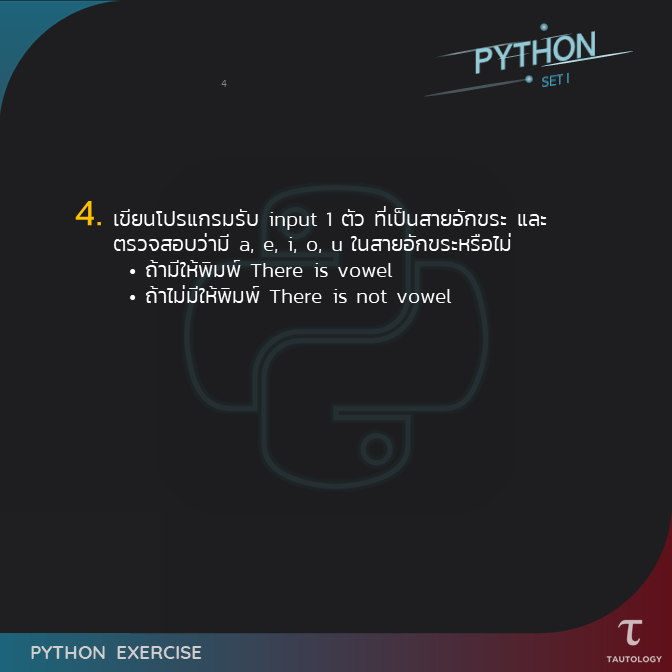 PYTHON
SET I
4
4. เขียนโปรแกรมรับ input 1 ตัว ที่เป็นสายอักขระ และ
ตรวจสอบว่ามี a, e, i, o, u ในสายอักขระหรือไม่
• ถ้ามีให้พิมพ์ There is vowel
• ถ้าไม่มีให้พิมพ์ There is not vowel
PYTHON EXERCISE
τ
TAUTOLOGY